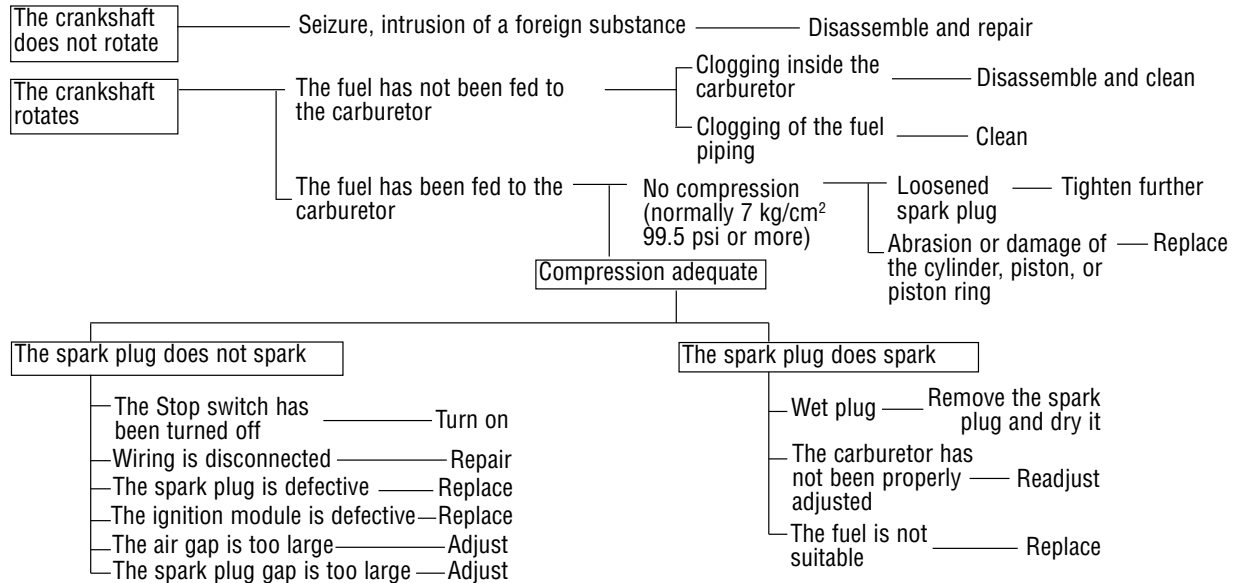 The crankshaft
does not rotate
Seizure, intrusion of a foreign substance
Disassemble and repair
The crankshaft
rotates
The fuel has not been fed to
the carburetor
Clogging inside the
carburetor
Disassemble and clean
Clogging of the fuel
piping
Clean
The fuel has been fed to the
carburetor
No compression
(normally 7 kg/cm²
99.5 psi or more)
Loosened
spark plug
Tighten further
Abrasion or damage of
the cylinder, piston, or
piston ring
Replace
Compression adequate
The spark plug does not spark
The Stop switch has
been turned off
Turn on
Wiring is disconnected
Repair
The spark plug is defective
Replace
The ignition module is defective
Replace
The air gap is too large
Adjust
The spark plug gap is too large
Adjust
The spark plug does spark
Wet plug
Remove the spark
plug and dry it
The carburetor has
not been properly
adjusted
Readjust
The fuel is not
suitable
Replace